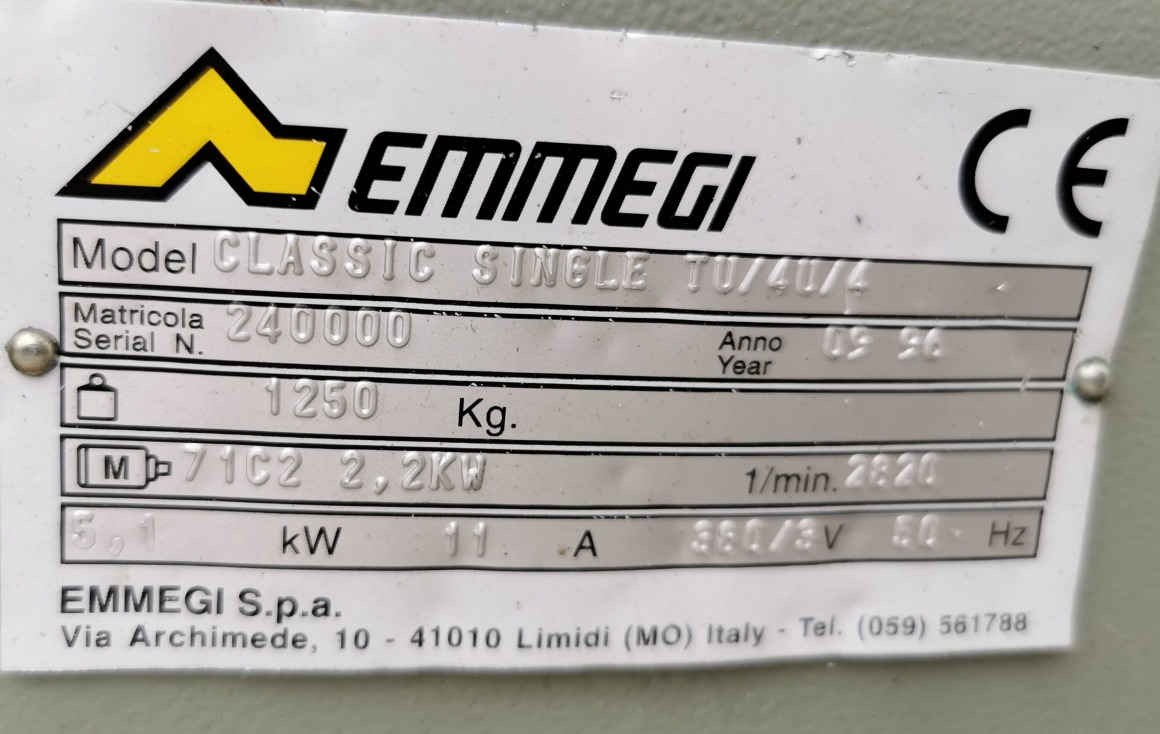 EMMEGI CE
Model CLASSIC SINGLE TU/4U/4
Matricola 240000 Anno 09 96
Serial N. Year
1250 Kg.
M 71C2 2,2KW 1/min. 2820
5,1 kW 11 A 380/3 V 50 Hz
EMMEGI S.p.a.
Via Archimede, 10 - 41010 Limidi (MO) Italy - Tel. (059) 561788